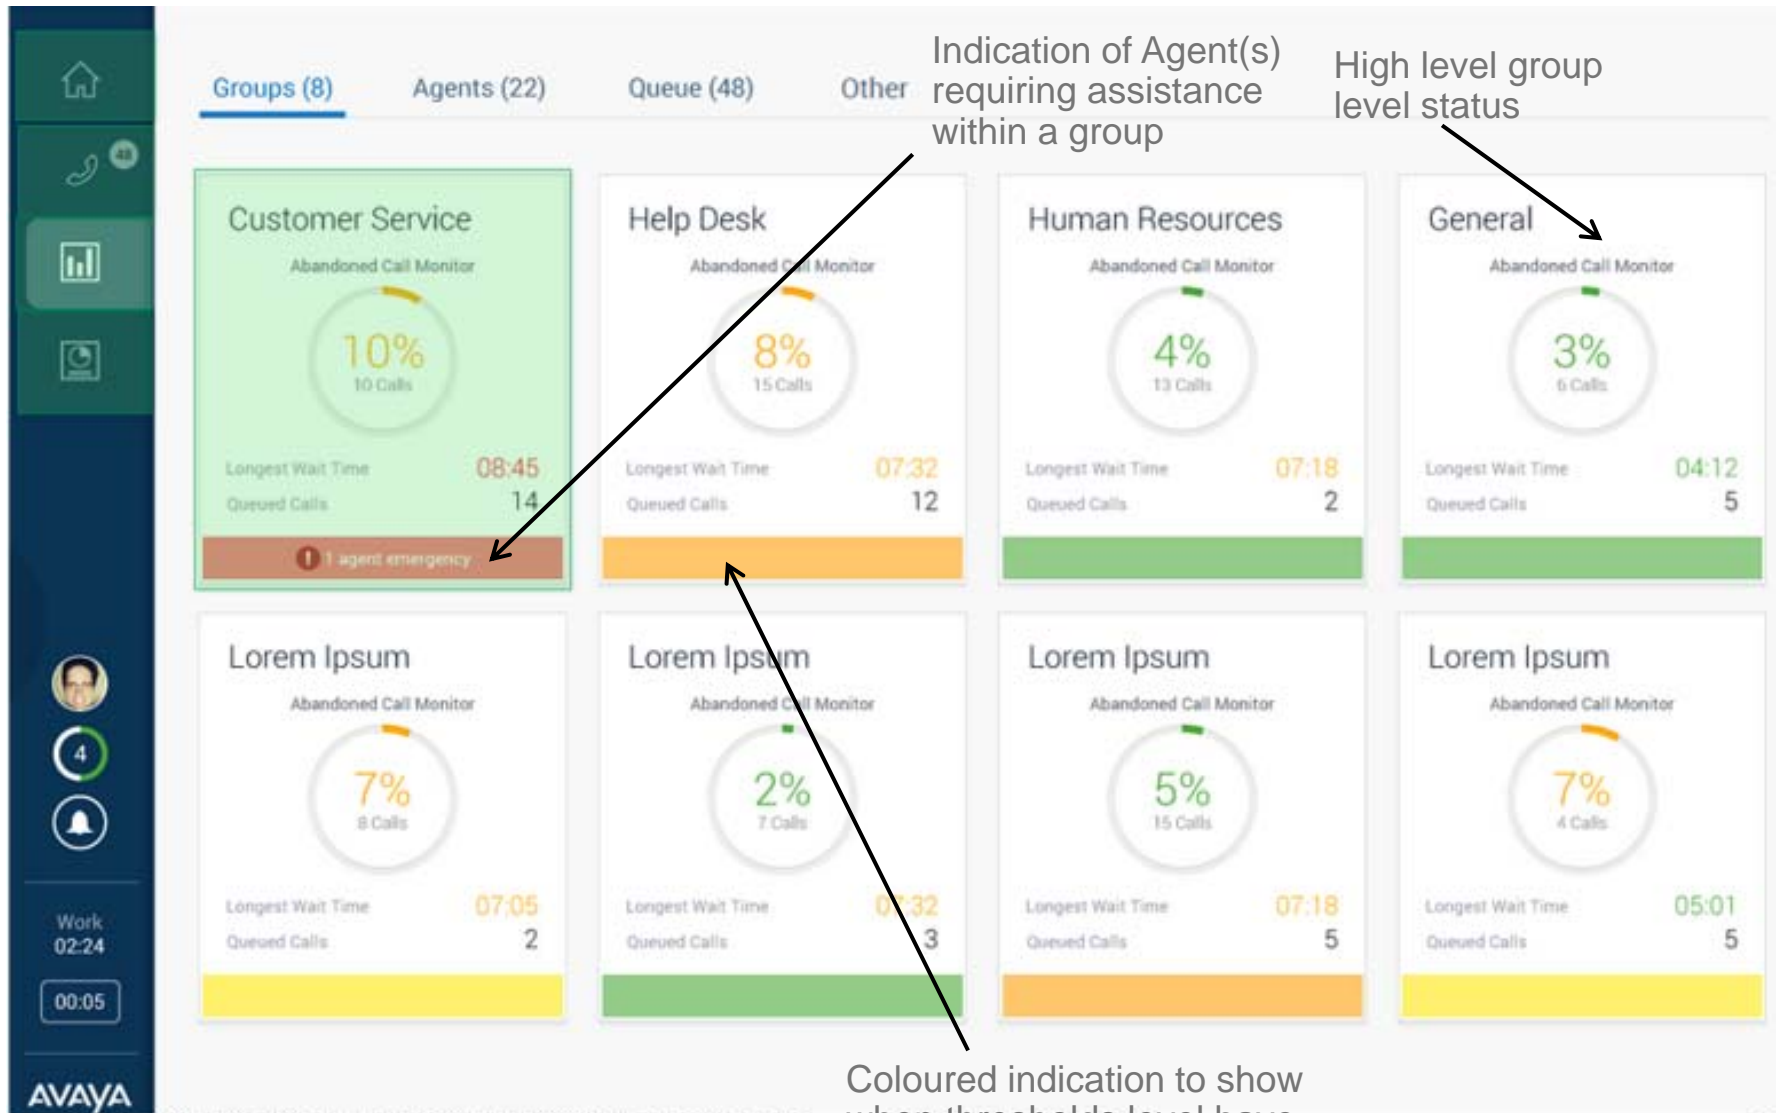 Groups (8)
Agents (22)
Queue (48)
Other
Indication of Agent(s)
requiring assistance
within a group
High level group
level status
48
Customer Service
Abandoned Call Monitor
10%
10 Calls
Longest Wait Time 08:45
Queued Calls 14
1 agent emergency
Help Desk
Abandoned Call Monitor
8%
15 Calls
Longest Wait Time 07:32
Queued Calls 12
Human Resources
Abandoned Call Monitor
4%
13 Calls
Longest Wait Time 07:18
Queued Calls 2
General
Abandoned Call Monitor
3%
6 Calls
Longest Wait Time 04:12
Queued Calls 5
Lorem Ipsum
Abandoned Call Monitor
7%
8 Calls
Longest Wait Time 07:05
Queued Calls 2
Lorem Ipsum
Abandoned Call Monitor
2%
7 Calls
Longest Wait Time 07:32
Queued Calls 3
Lorem Ipsum
Abandoned Call Monitor
5%
15 Calls
Longest Wait Time 07:18
Queued Calls 5
Lorem Ipsum
Abandoned Call Monitor
7%
4 Calls
Longest Wait Time 05:01
Queued Calls 5
4
Work
02:24
00:05
AVAYA
Coloured indication to show
when thresholds level have